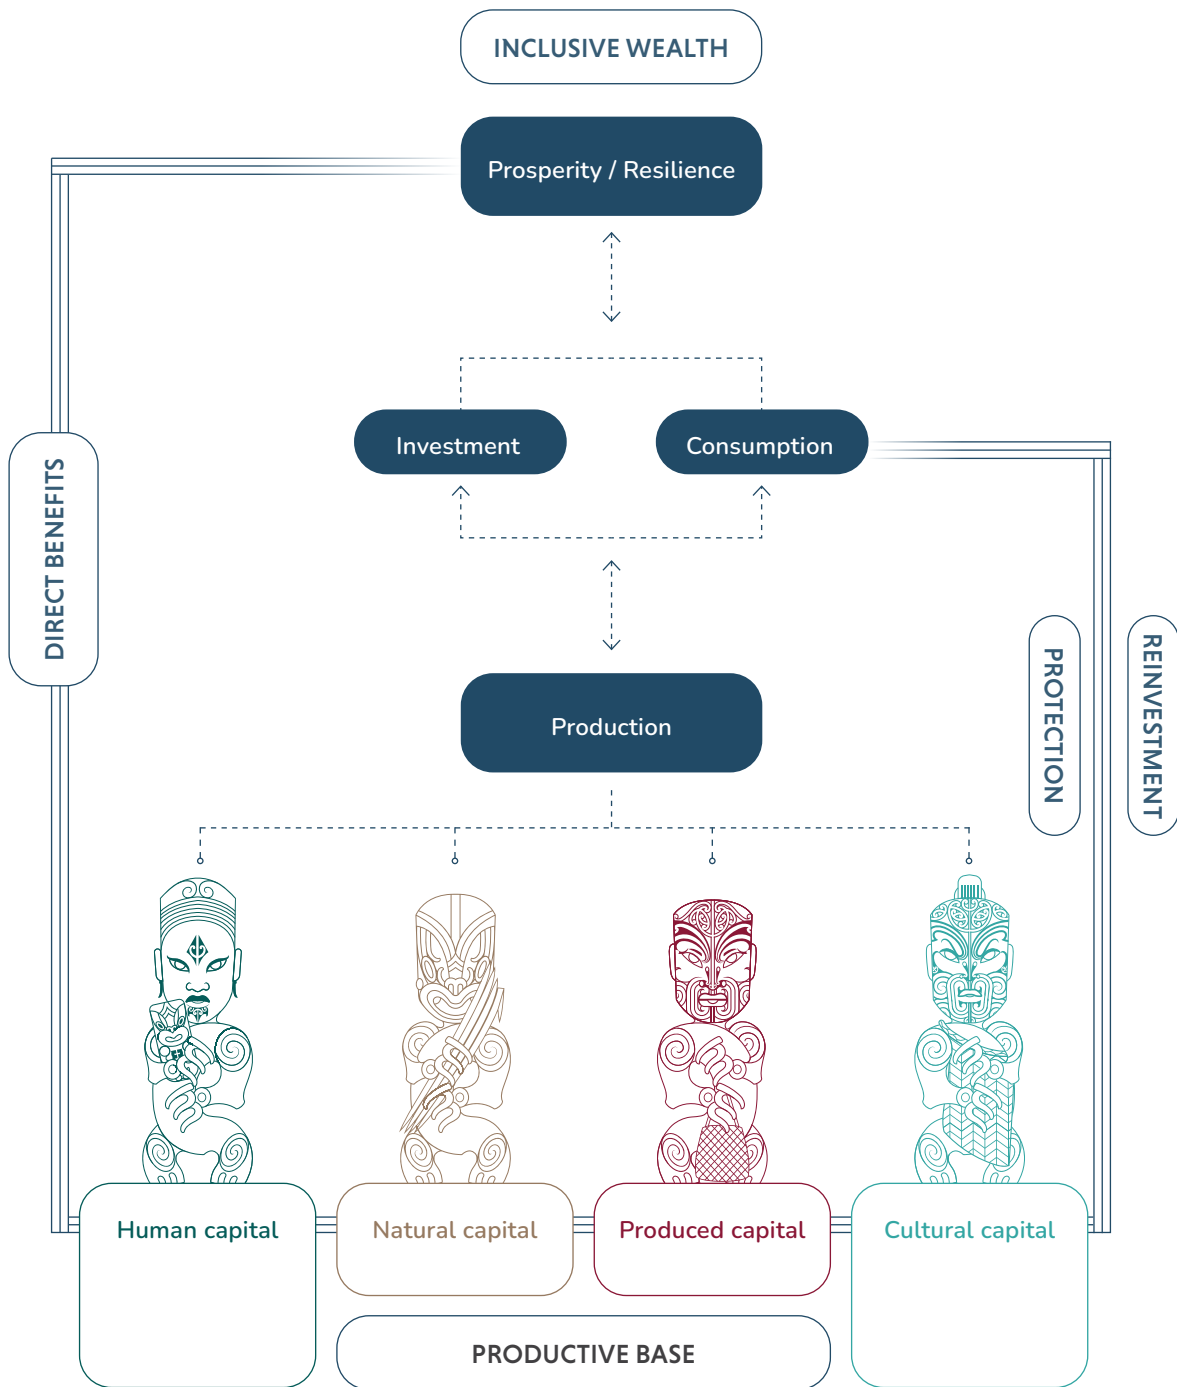 INCLUSIVE WEALTH
Prosperity / Resilience
Investment
Consumption
DIRECT BENEFITS
PROTECTION
REINVESTMENT
Production
Human capital
Natural capital
Produced capital
Cultural capital
PRODUCTIVE BASE